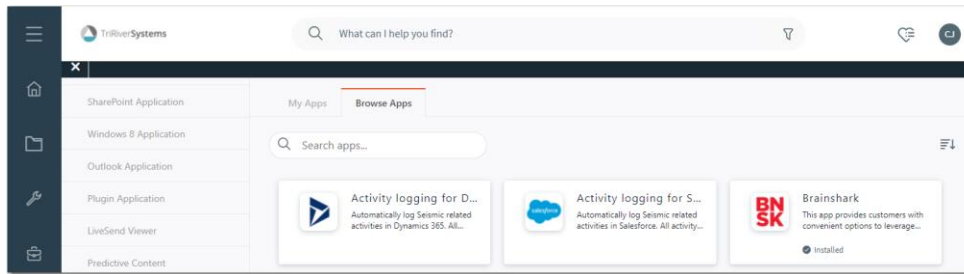 TriRiverSystems
What can I help you find?
CJ
SharePoint Application
Windows 8 Application
Outlook Application
Plugin Application
LiveSend Viewer
Predictive Content
My Apps
Browse Apps
Search apps...
Activity logging for D...
Automatically log Seismic related
activities in Dynamics 365. All...
salesforce
Activity logging for S...
Automatically log Seismic related
activities in Salesforce. All activity...
BN
SK
Brainshark
This app provides customers with
convenient options to leverage...
Installed